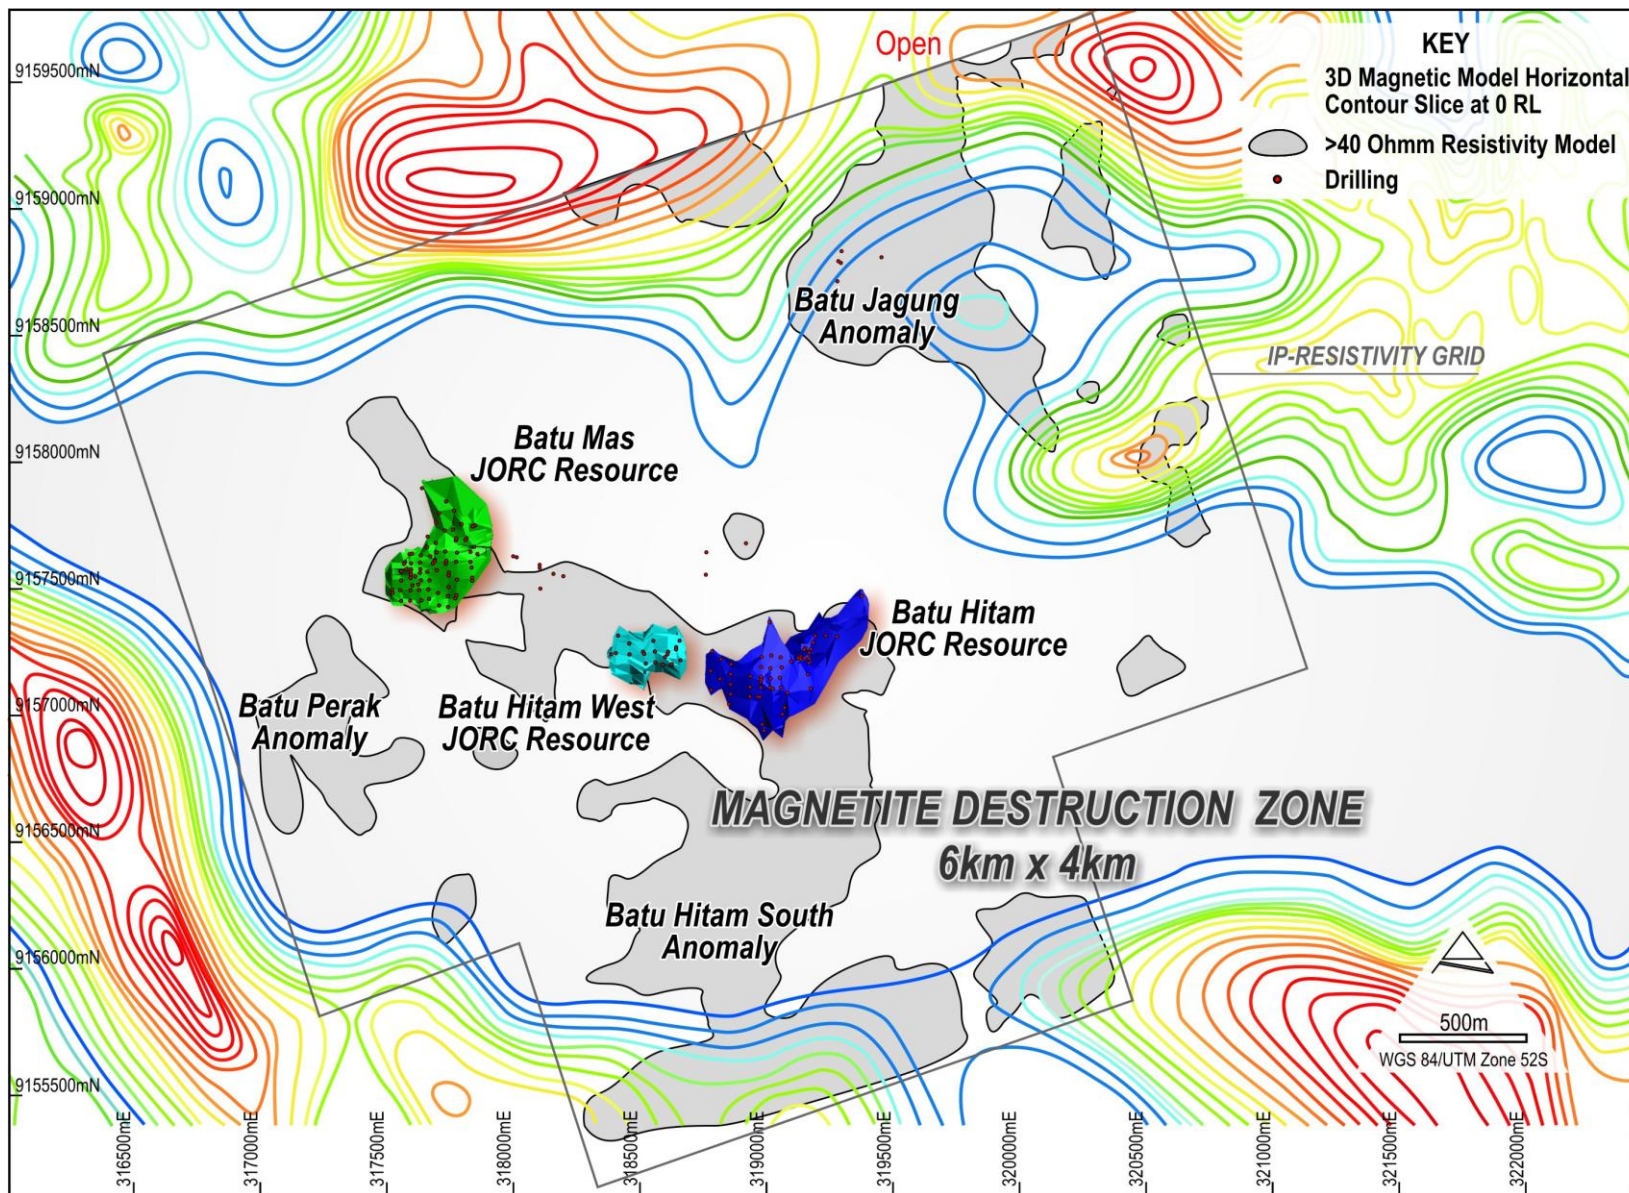 Open
KEY
3D Magnetic Model Horizontal
Contour Slice at 0 RL
>40 Ohmm Resistivity Model
Drilling
9159500mN
9159000mN
9158500mN
9158000mN
9157500mN
9157000mN
9156500mN
9156000mN
9155500mN
Batu Jagung
Anomaly
IP-RESISTIVITY GRID
Batu Mas
JORC Resource
Batu Hitam
JORC Resource
Batu Perak
Anomaly
Batu Hitam West
JORC Resource
MAGNETITE DESTRUCTION ZONE
6km x 4km
Batu Hitam South
Anomaly
500m
WGS 84/UTM Zone 52S
316500mE
317000mE
317500mE
318000mE
318500mE
319000mE
319500mE
320000mE
320500mE
321000mE
321500mE
322000mE